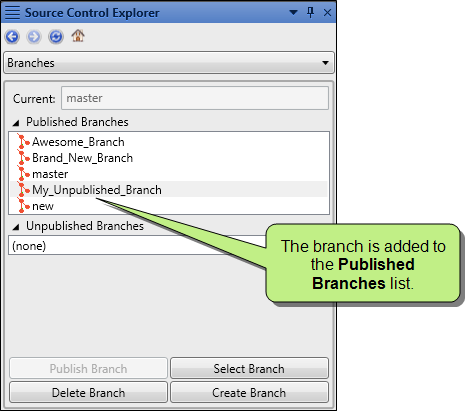 Source Control Explorer
Branches
Current: master
Published Branches
Awesome_Branch
Brand_New_Branch
master
My_Unpublished_Branch
new
Unpublished Branches
(none)
The branch is added to
the Published
Branches list.
Publish Branch Select Branch
Delete Branch Create Branch